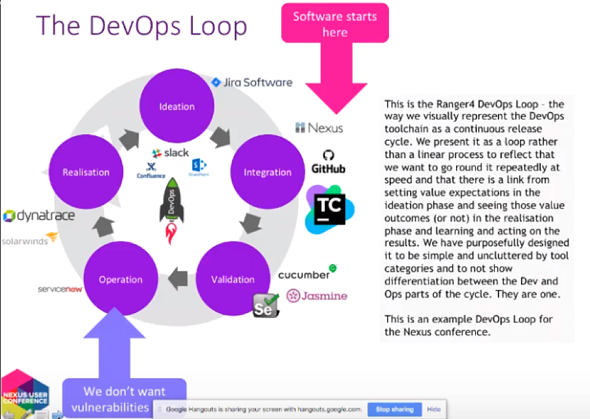 The DevOps Loop
Software starts
here
Jira Software
Ideation
Nexus
slack
Confluence
SharePoint
GitHub
Realisation
Integration
DevOps
TC
dynatrace
solarwinds
Operation
Validation
cucumber
servicenow
Se
Jasmine
We don't want
vulnerabilities
NEXUS USER
CONFERENCE
This is the Ranger4 DevOps Loop - the
way we visually represent the DevOps
toolchain as a continuous release
cycle. We present it as a loop rather
than a linear process to reflect that
we want to go round it repeatedly at
speed and that there is a link from
setting value expectations in the
ideation phase and seeing those value
outcomes (or not) in the realisation
phase and learning and acting on the
results. We have purposefully designed
it to be simple and uncluttered by tool
categories and to not show
differentiation between the Dev and
Ops parts of the cycle. They are one.
This is an example DevOps Loop for
the Nexus conference.
Google Hangouts is sharing your screen with hangouts.google.com.
Stop sharing
Hide